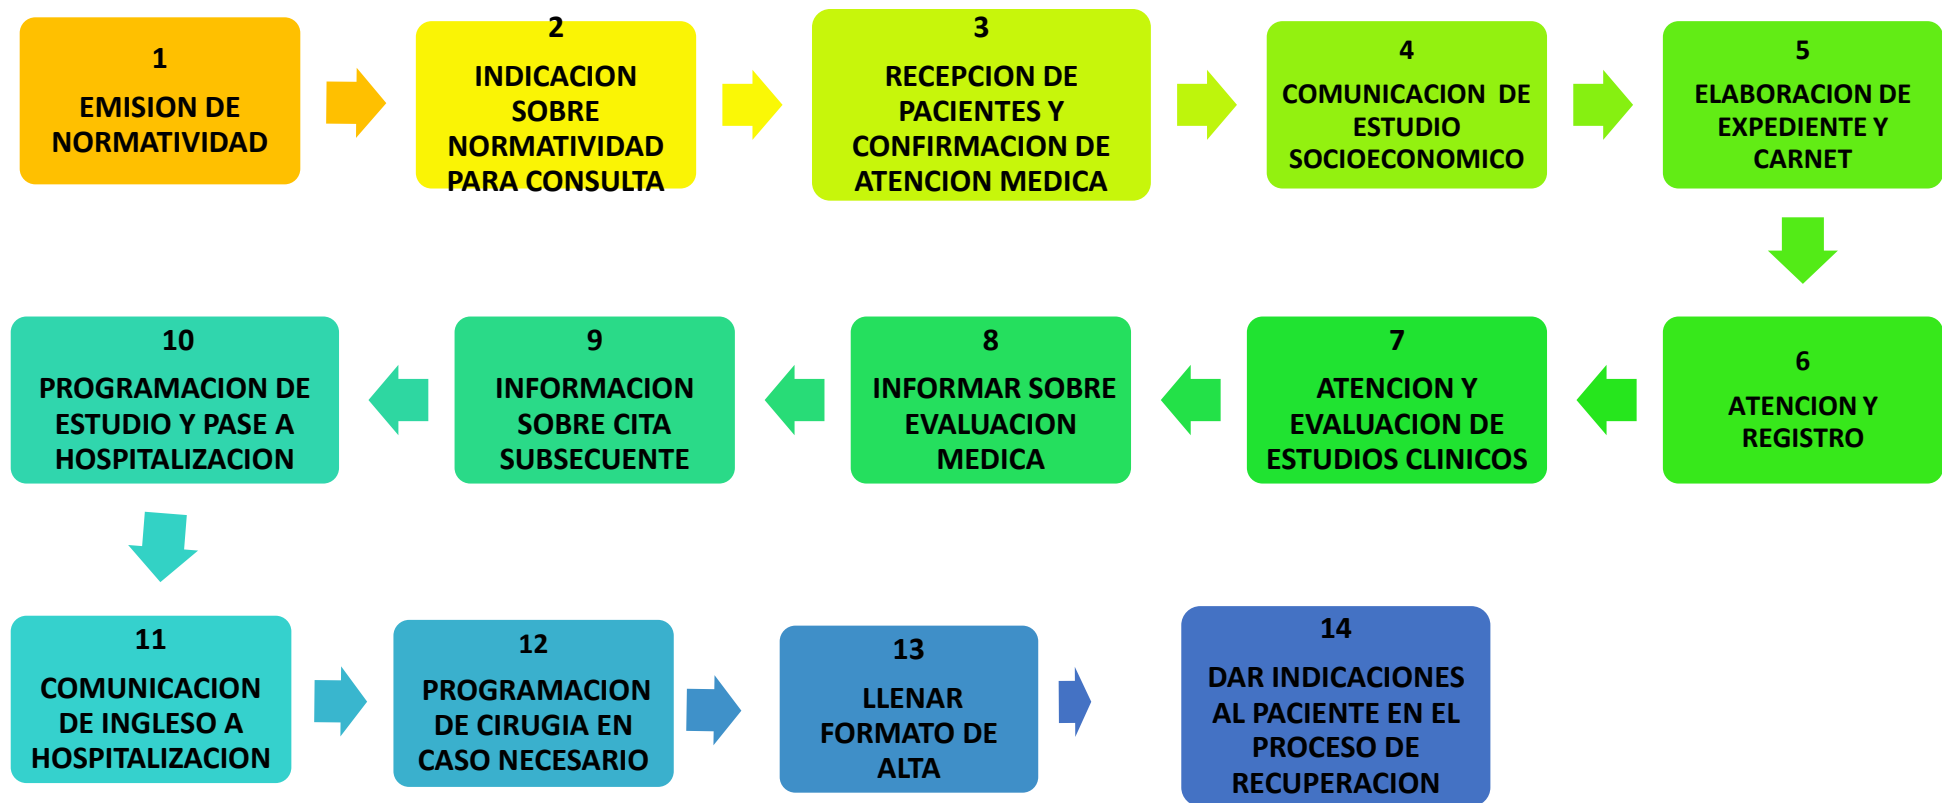 1
EMISION DE
NORMATIVIDAD
2
INDICACION
SOBRE
NORMATIVIDAD
PARA CONSULTA
3
RECEPCION DE
PACIENTES Y
CONFIRMACION DE
ATENCION MEDICA
4
COMUNICACION DE
ESTUDIO
SOCIOECONOMICO
5
ELABORACION DE
EXPEDIENTE Y
CARNET
6
ATENCION Y
REGISTRO
7
ATENCION Y
EVALUACION DE
ESTUDIOS CLINICOS
8
INFORMAR SOBRE
EVALUACION
MEDICA
9
INFORMACION
SOBRE CITA
SUBSECUENTE
10
PROGRAMACION DE
ESTUDIO Y PASE A
HOSPITALIZACION
11
COMUNICACION
DE INGLESO A
HOSPITALIZACION
12
PROGRAMACION
DE CIRUGIA EN
CASO NECESARIO
13
LLENAR
FORMATO DE
ALTA
14
DAR INDICACIONES
AL PACIENTE EN EL
PROCESO DE
RECUPERACION